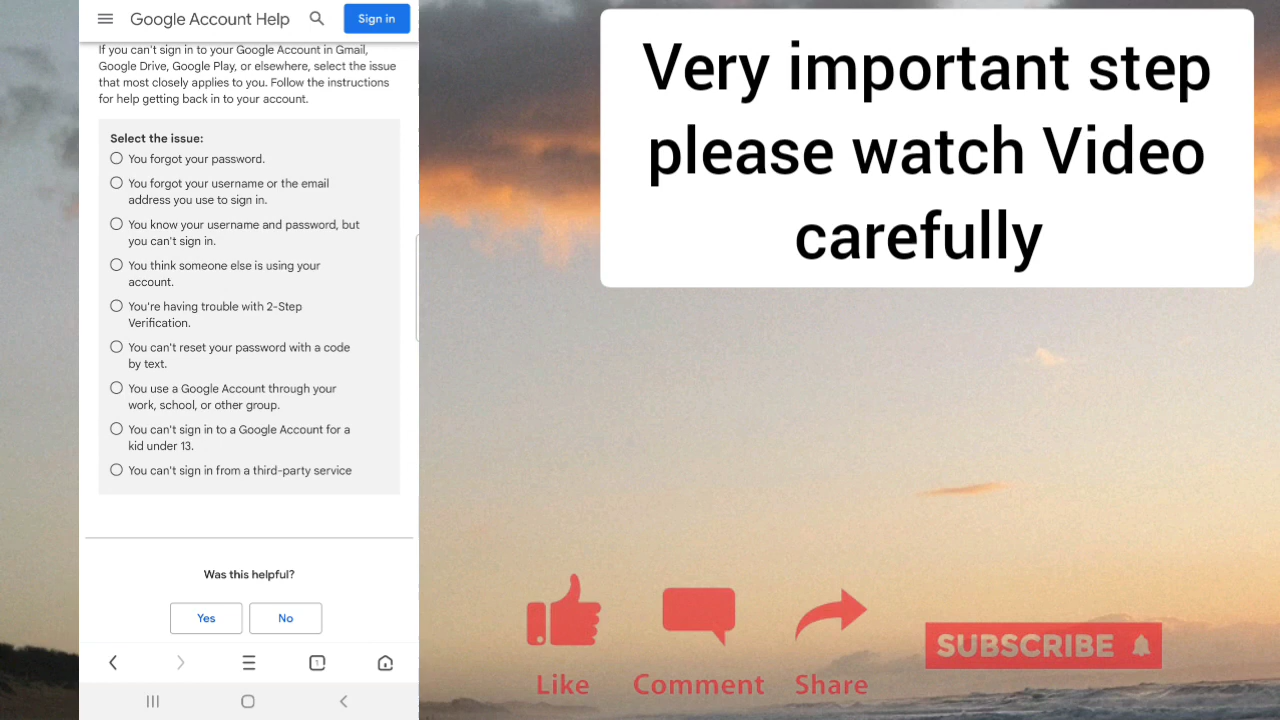 Google Account Help
Sign in
If you can't sign in to your Google Account in Gmail,
Google Drive, Google Play, or elsewhere, select the issue
that most closely applies to you. Follow the instructions
for help getting back in to your account.
Select the issue:
You forgot your password.
You forgot your username or the email
address you use to sign in.
You know your username and password, but
you can't sign in.
You think someone else is using your
account.
You're having trouble with 2-Step
Verification.
You can't reset your password with a code
by text.
You use a Google Account through your
work, school, or other group.
You can't sign in to a Google Account for a
kid under 13.
You can't sign in from a third-party service
Was this helpful?
Yes
No
1
Very important step
please watch Video
carefully
Like
Comment
Share
SUBSCRIBE